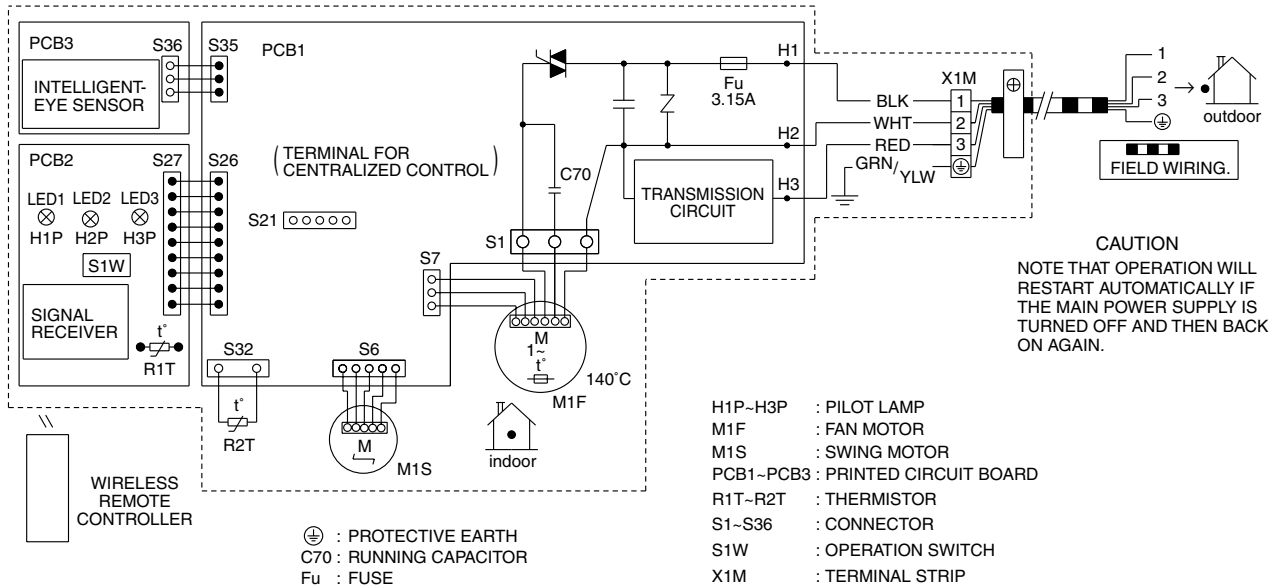 PCB3
S36
S35
PCB1
INTELLIGENT-
EYE SENSOR
PCB2
S27
S26
LED1 LED2 LED3
H1P H2P H3P
S1W
SIGNAL
RECEIVER
t°
R1T
(TERMINAL FOR
CENTRALIZED CONTROL)
S21
S32
t°
R2T
S6
M
M1S
S7
S1
C70
M
1~
t°
140°C
M1F
indoor
Fu
3.15A
H1
H2
H3
TRANSMISSION
CIRCUIT
BLK
WHT
RED
GRN/YLW
X1M
1
2
3
1
2
3
outdoor
FIELD WIRING.
CAUTION
NOTE THAT OPERATION WILL
RESTART AUTOMATICALLY IF
THE MAIN POWER SUPPLY IS
TURNED OFF AND THEN BACK
ON AGAIN.
WIRELESS
REMOTE
CONTROLLER
: PROTECTIVE EARTH
C70 : RUNNING CAPACITOR
Fu : FUSE
H1P~H3P : PILOT LAMP
M1F : FAN MOTOR
M1S : SWING MOTOR
PCB1~PCB3 : PRINTED CIRCUIT BOARD
R1T~R2T : THERMISTOR
S1~S36 : CONNECTOR
S1W : OPERATION SWITCH
X1M : TERMINAL STRIP